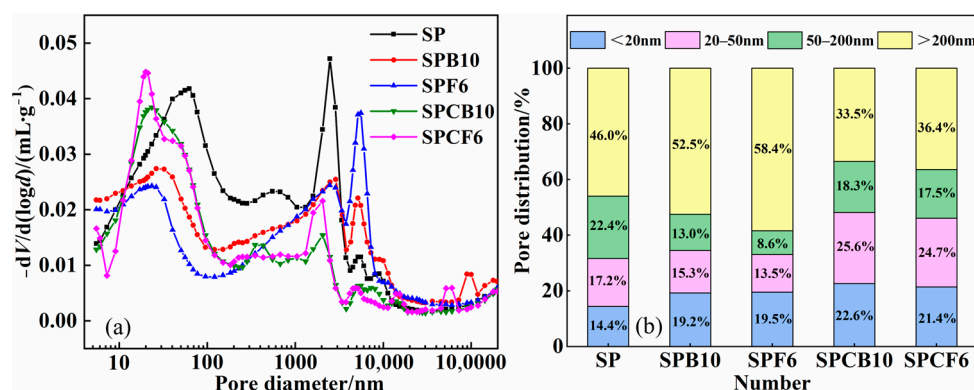 -dV/d(logd)/(mL·g⁻¹)
0.05
0.04
0.03
0.02
0.01
0.00
SP
SPB10
SPF6
SPCB10
SPCF6
(a)
10 100 1000 10,000
Pore diameter/nm
<20nm 20–50nm 50–200nm >200nm
Pore distribution/%
100
80
60
40
20
0
46.0% 52.5% 58.4% 33.5% 36.4%
22.4% 13.0% 8.6% 18.3% 17.5%
17.2% 15.3% 13.5% 25.6% 24.7%
14.4% 19.2% 19.5% 22.6% 21.4%
(b)
SP SPB10 SPF6 SPCB10 SPCF6
Number